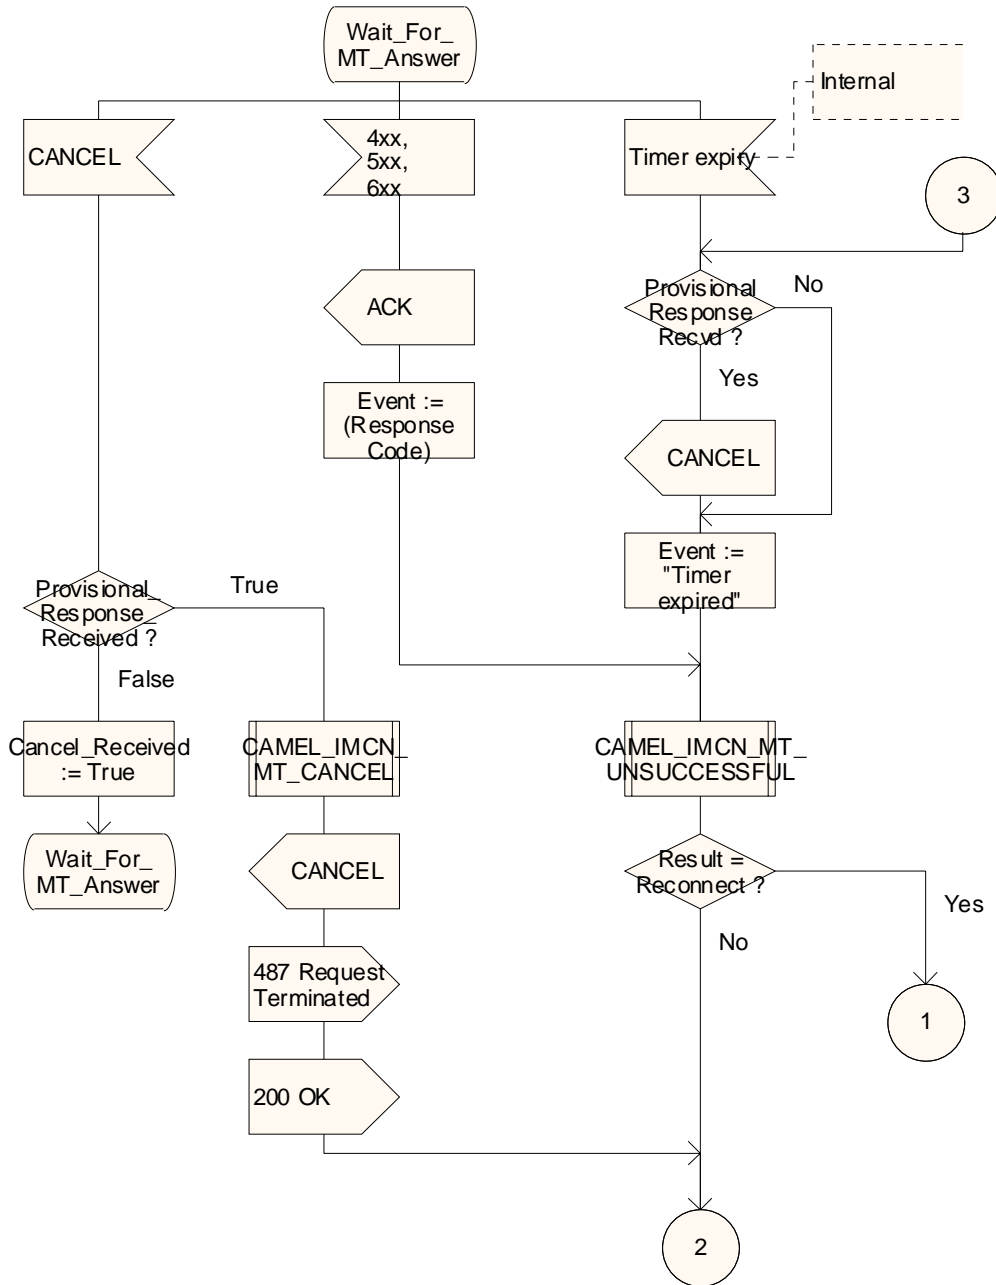 Wait_For_
MT_Answer
Internal
CANCEL
4xx,
5xx,
6xx
Timer expiry
3
ACK
Provisional
Response
Recvd ?
No
Yes
Event :=
(Response
Code)
CANCEL
Event :=
"Timer
expired"
Provisional_
Response_
Received ?
True
False
Cancel_Received
:= True
CAMEL_IMCN_
MT_CANCEL
CAMEL_IMCN_MT_
UNSUCCESSFUL
Wait_For_
MT_Answer
CANCEL
Result =
Reconnect ?
Yes
No
487 Request
Terminated
1
200 OK
2